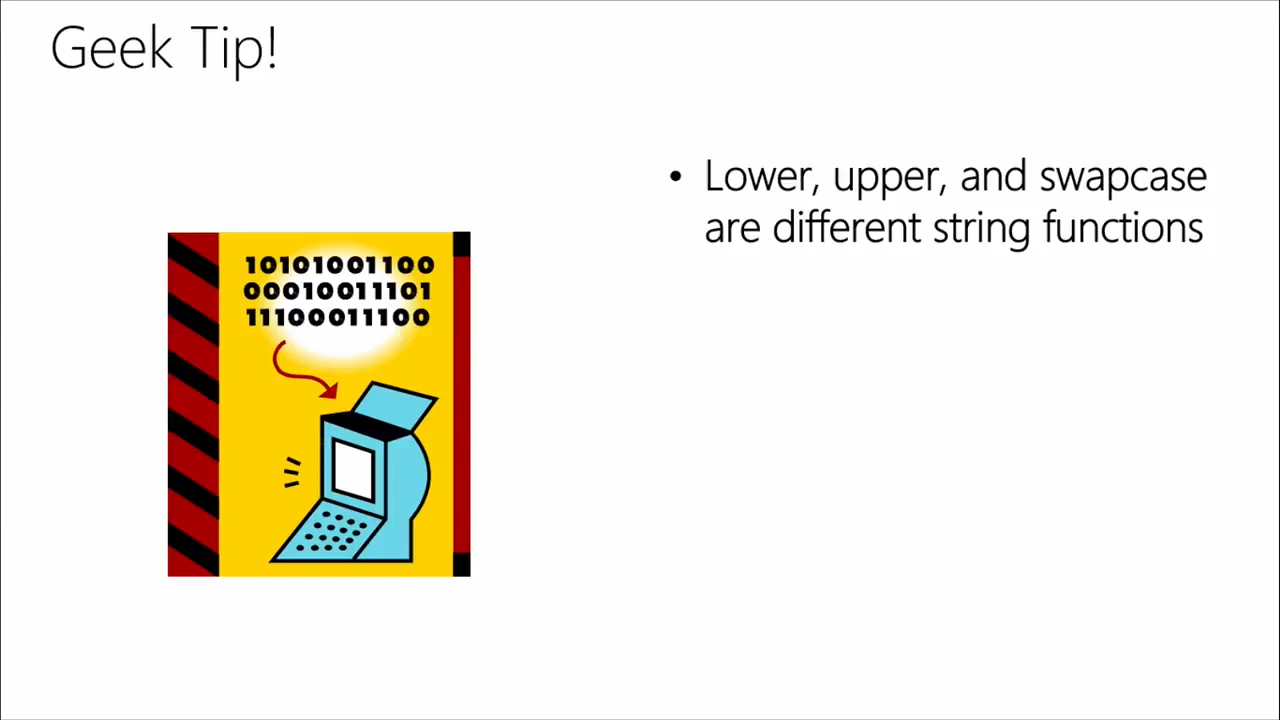 Geek Tip!
• Lower, upper, and swapcase
are different string functions
10101001100
00010011101
11100011100